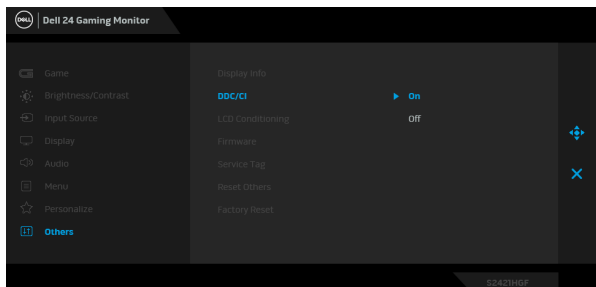 DELL Dell 24 Gaming Monitor
Game
Display Info
Brightness/Contrast
DDC/CI
On
Input Source
LCD Conditioning
Off
Display
Firmware
Audio
Service Tag
Menu
Reset Others
Personalize
Factory Reset
Others
S2421HGF